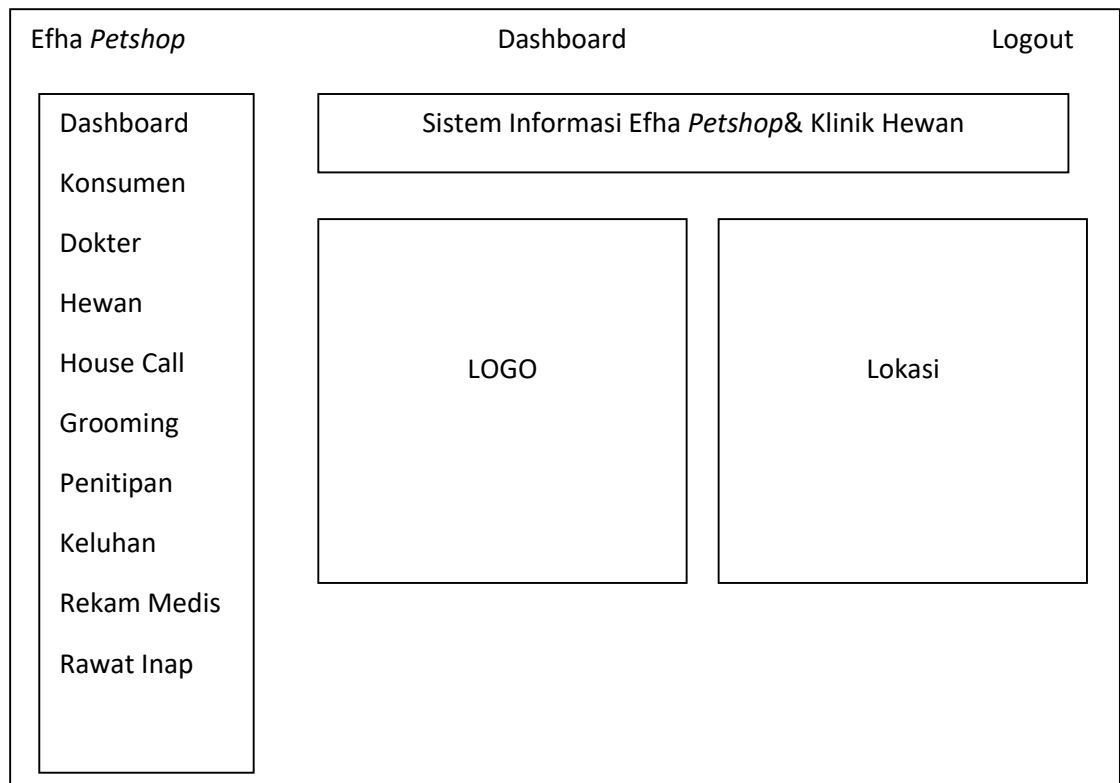 Efha Petshop
Dashboard
Logout
Dashboard
Konsumen
Dokter
Hewan
House Call
Grooming
Penitipan
Keluhan
Rekam Medis
Rawat Inap
Sistem Informasi Efha Petshop& Klinik Hewan
LOGO
Lokasi